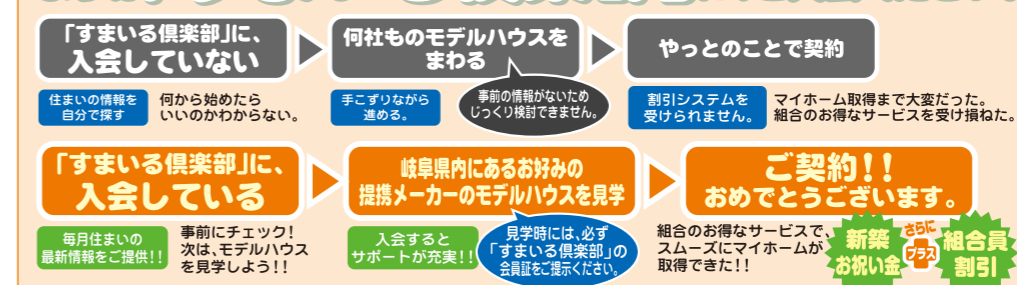 「すまいる倶楽部」に、
入会していない
何社ものモデルハウスを
まわる
やっとのことで契約
住まいの情報を
自分で探す
何から始めたら
いいのかわからない。
手こずりながら
進める。
事前の情報がないため
じっくり検討できません。
割引システムを
受けられません。
マイホーム取得まで大変だった。
組合のお得なサービスを受け損ねた。
「すまいる倶楽部」に、
入会している
岐阜県内にあるお好みの
提携メーカーのモデルハウスを見学
ご契約!!
おめでとうございます。
毎月住まいの
最新情報をご提供!!
事前にチェック!
次は、モデルハウス
を見学しよう!!
入会すると
サポートが充実!!
見学時には、必ず
「すまいる倶楽部」の
会員証をご提示ください。
組合のお得なサービスで、
スムーズにマイホームが
取得できた!!
新築
お祝い金
さらに
プラス
組合員
割引